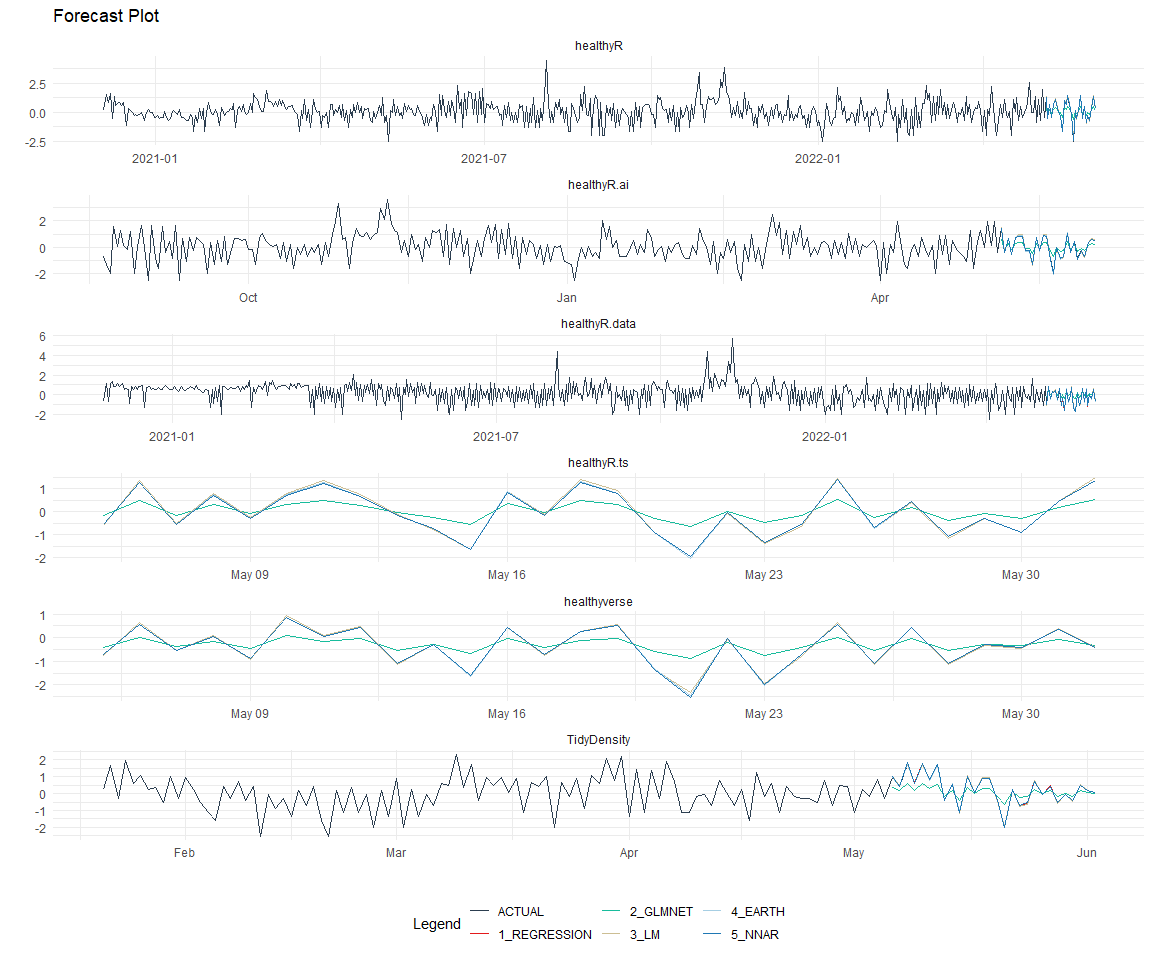 Forecast Plot
healthyR
2.5
0.0
-2.5
2021-01 2021-07 2022-01
healthyR.ai
2
0
-2
Oct Jan Apr
healthyR.data
6
4
2
0
-2
2021-01 2021-07 2022-01
healthyR.ts
1
0
-1
-2
May 09 May 16 May 23 May 30
healthyverse
1
0
-1
-2
May 09 May 16 May 23 May 30
TidyDensity
2
1
0
-1
-2
Feb Mar Apr May Jun
Legend
ACTUAL 2_GLMNET 4_EARTH
1_REGRESSION 3_LM 5_NNAR